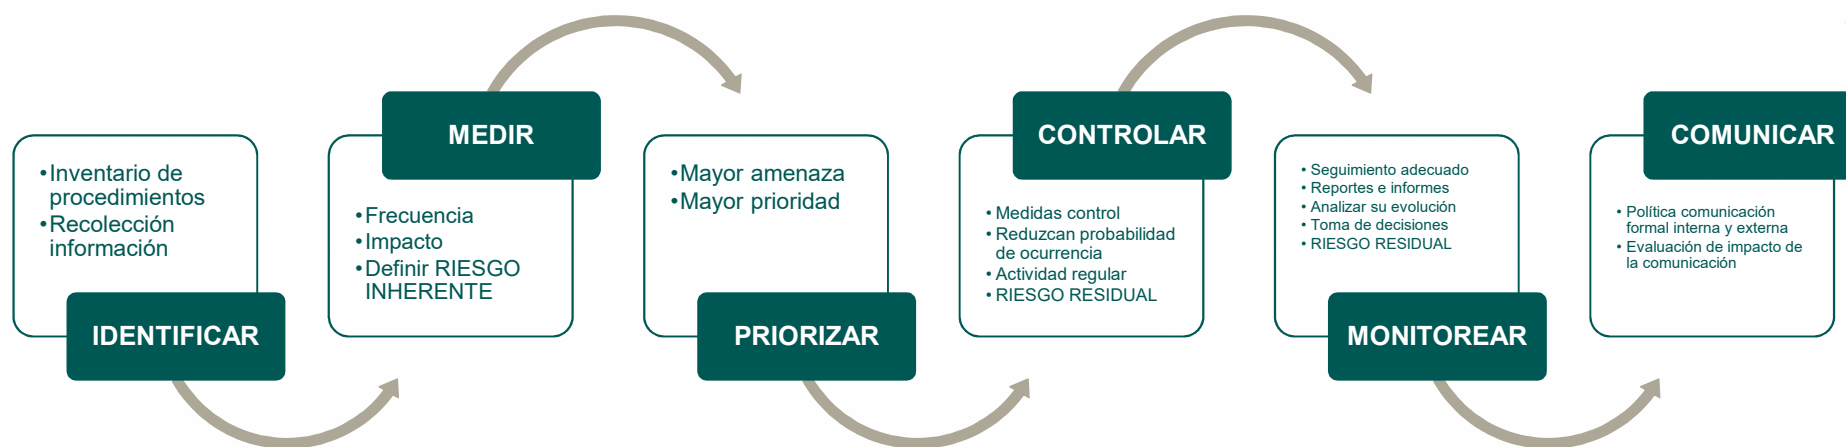 •Inventario de
procedimientos
•Recolección
información
IDENTIFICAR
MEDIR
•Frecuencia
•Impacto
•Definir RIESGO
INHERENTE
•Mayor amenaza
•Mayor prioridad
PRIORIZAR
CONTROLAR
• Medidas control
• Reduzcan probabilidad
de ocurrencia
• Actividad regular
• RIESGO RESIDUAL
• Seguimiento adecuado
• Reportes e informes
• Analizar su evolución
• Toma de decisiones
• RIESGO RESIDUAL
MONITOREAR
COMUNICAR
• Política comunicación
formal interna y externa
• Evaluación de impacto de
la comunicación